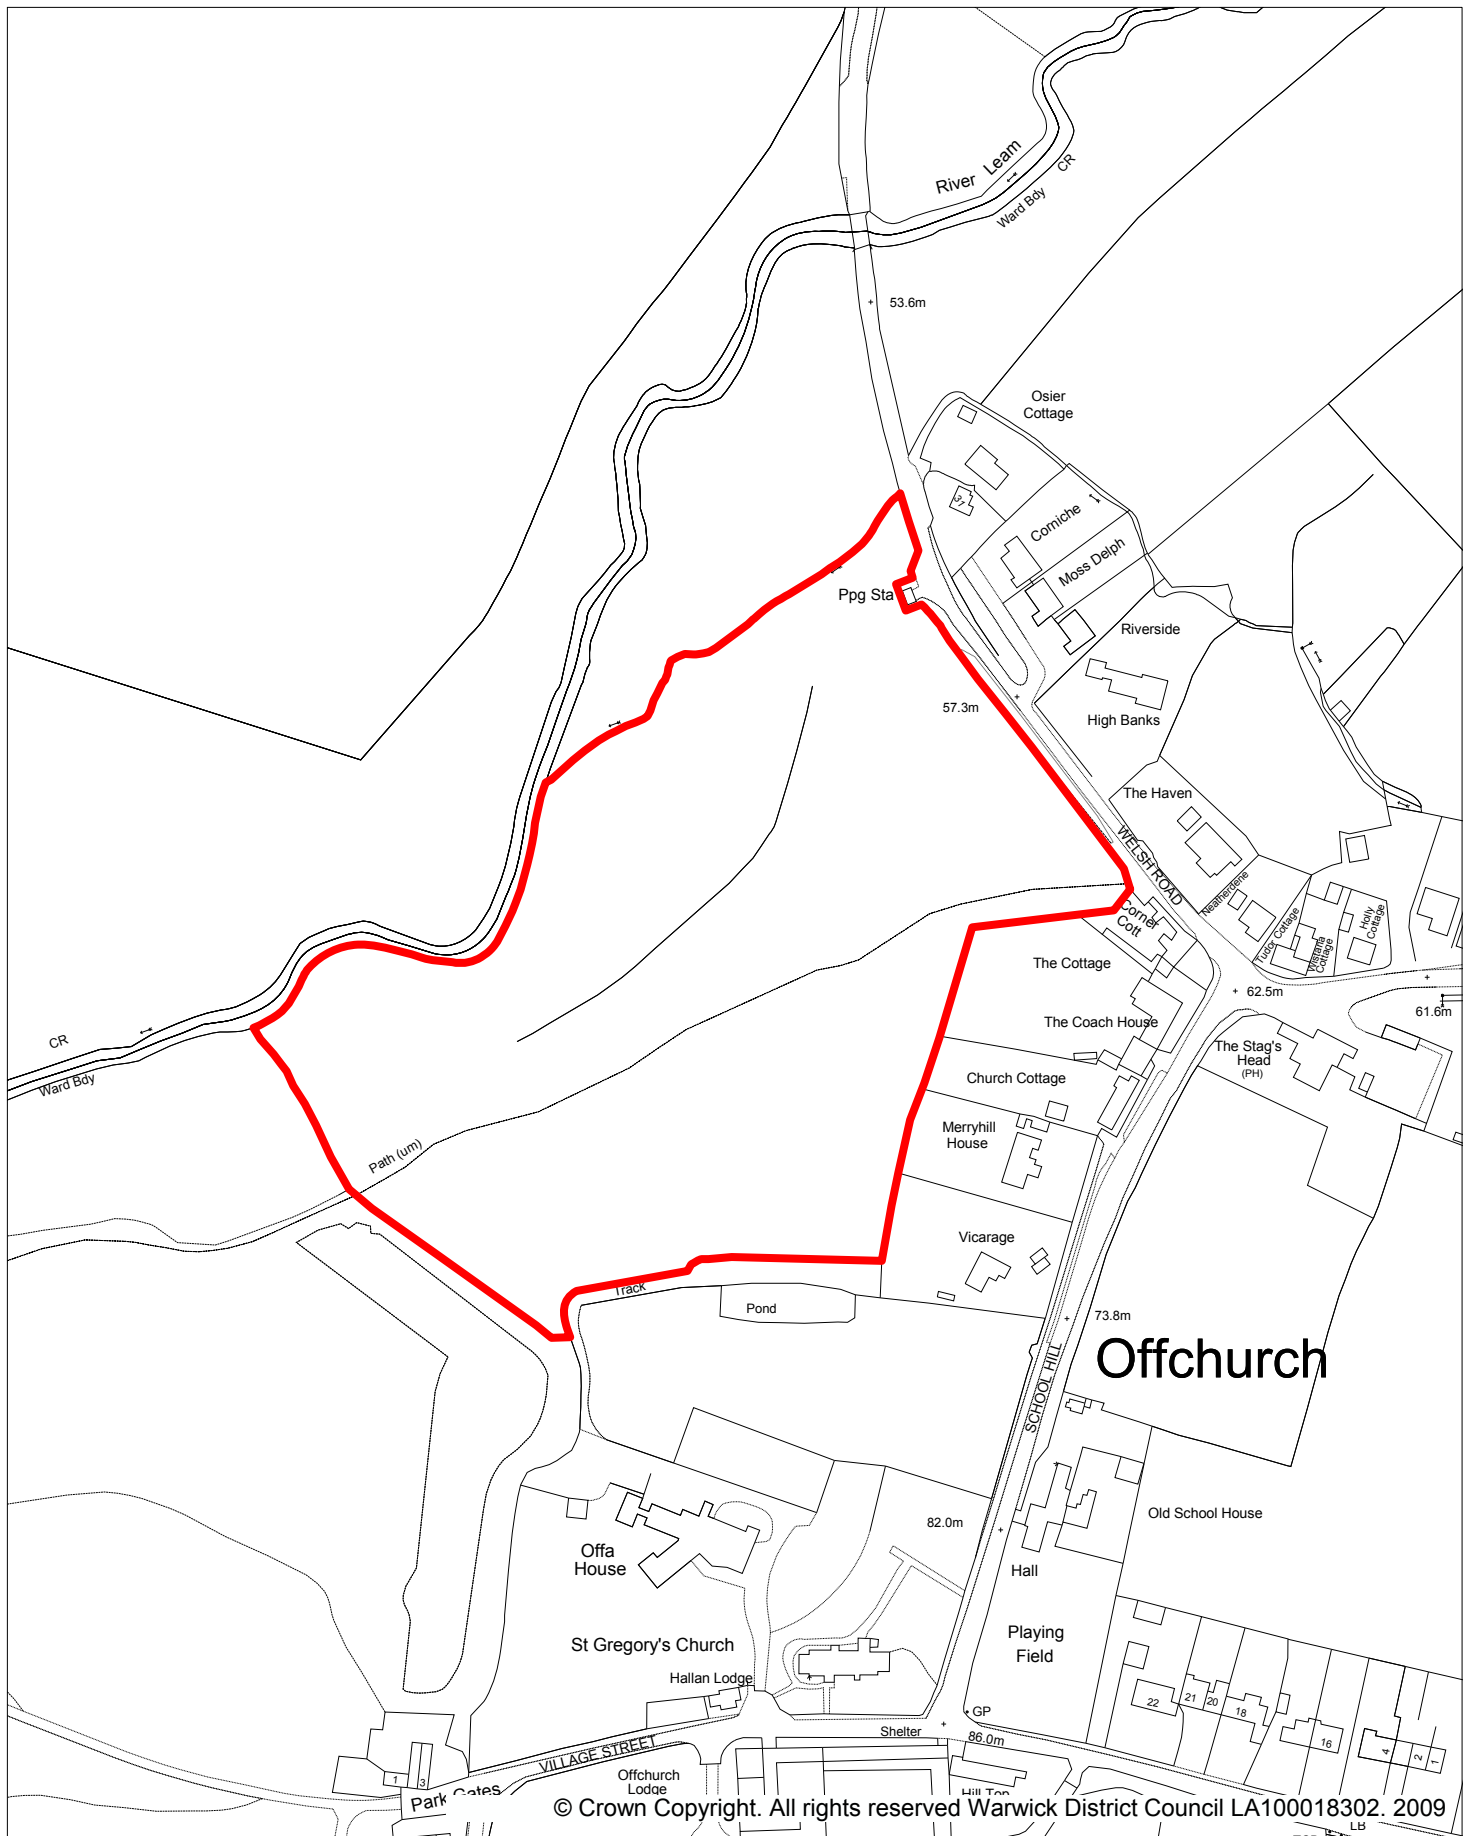 River Leam
CR
Ward Bdy
53.6m
Osier
Cottage
31
Corniche
Moss Delph
Ppg Sta
Riverside
57.3m
High Banks
The Haven
WELSH ROAD
Neatherdene
Tudor Cottage
Wistaria
Cottage
Holly
Cottage
Corner
Cott
The Cottage
62.5m
61.6m
The Coach House
The Stag's
Head
(PH)
CR
Ward Bdy
Church Cottage
Merryhill
House
Path (um)
Vicarage
Track
Pond
73.8m
Offchurch
SCHOOL HILL
82.0m
Old School House
Offa
House
Hall
Playing
Field
St Gregory's Church
Hallan Lodge
22
21
20
18
16
4
2
1
GP
Shelter
86.0m
VILLAGE STREET
1
3
Park Gates
Offchurch
Lodge
Hill Top
© Crown Copyright. All rights reserved Warwick District Council LA100018302. 2009
LB